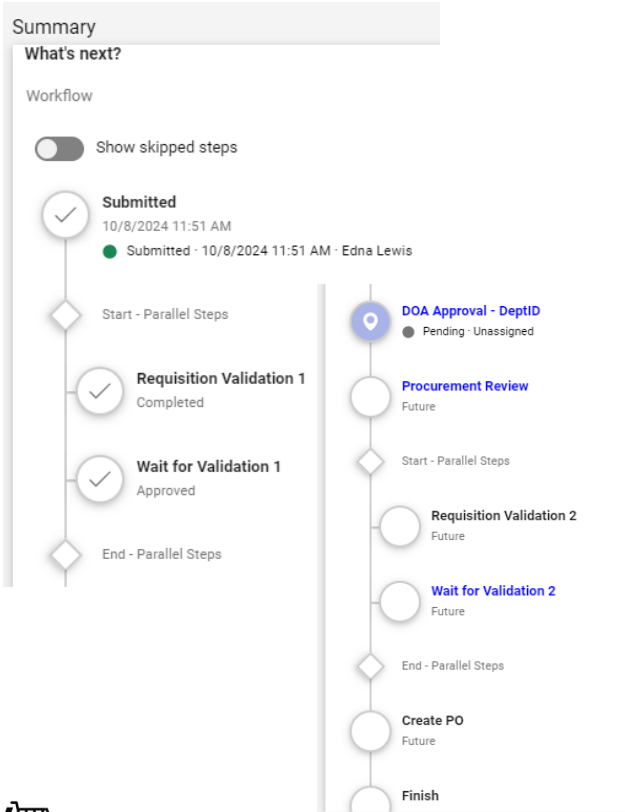 Summary
What's next?
Workflow
Show skipped steps
Submitted
10/8/2024 11:51 AM
Submitted · 10/8/2024 11:51 AM · Edna Lewis
Start - Parallel Steps
Requisition Validation 1
Completed
Wait for Validation 1
Approved
End - Parallel Steps
DOA Approval - DeptID
Pending · Unassigned
Procurement Review
Future
Start - Parallel Steps
Requisition Validation 2
Future
Wait for Validation 2
Future
End - Parallel Steps
Create PO
Future
Finish